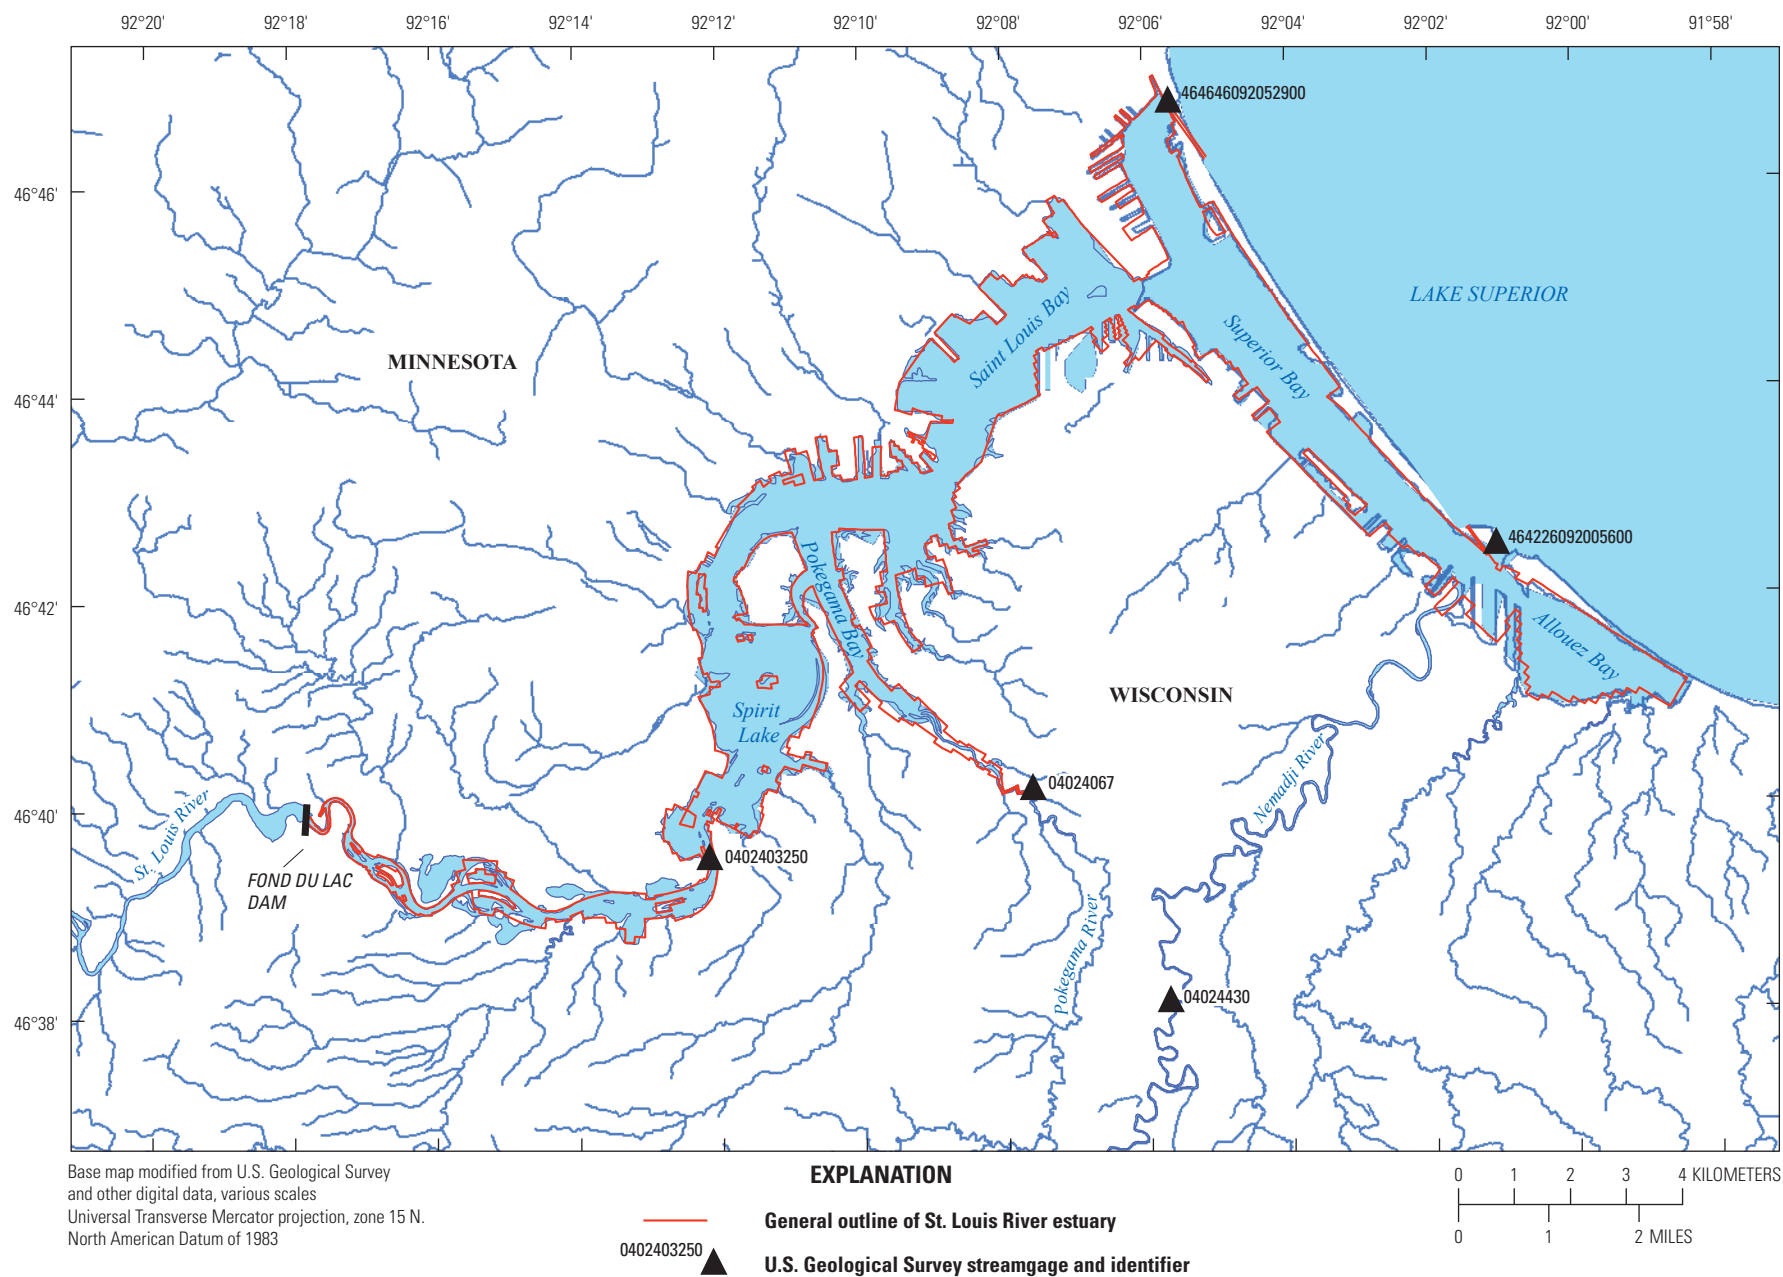 92°20' 92°18' 92°16' 92°14' 92°12' 92°10' 92°08' 92°06' 92°04' 92°02' 92°00' 91°58'
464646092052900
46°46'
LAKE SUPERIOR
Saint Louis Bay
Superior Bay
MINNESOTA
46°44'
464226092005600
Pokegama Bay
46°42'
Allouez Bay
WISCONSIN
Spirit
Lake
Nemadji River
04024067
St. Louis River
46°40'
0402403250
FOND DU LAC
DAM
Pokegama River
04024430
46°38'
Base map modified from U.S. Geological Survey
and other digital data, various scales
Universal Transverse Mercator projection, zone 15 N.
North American Datum of 1983
EXPLANATION
General outline of St. Louis River estuary
0402403250
U.S. Geological Survey streamgage and identifier
0 1 2 3 4 KILOMETERS
0 1 2 MILES